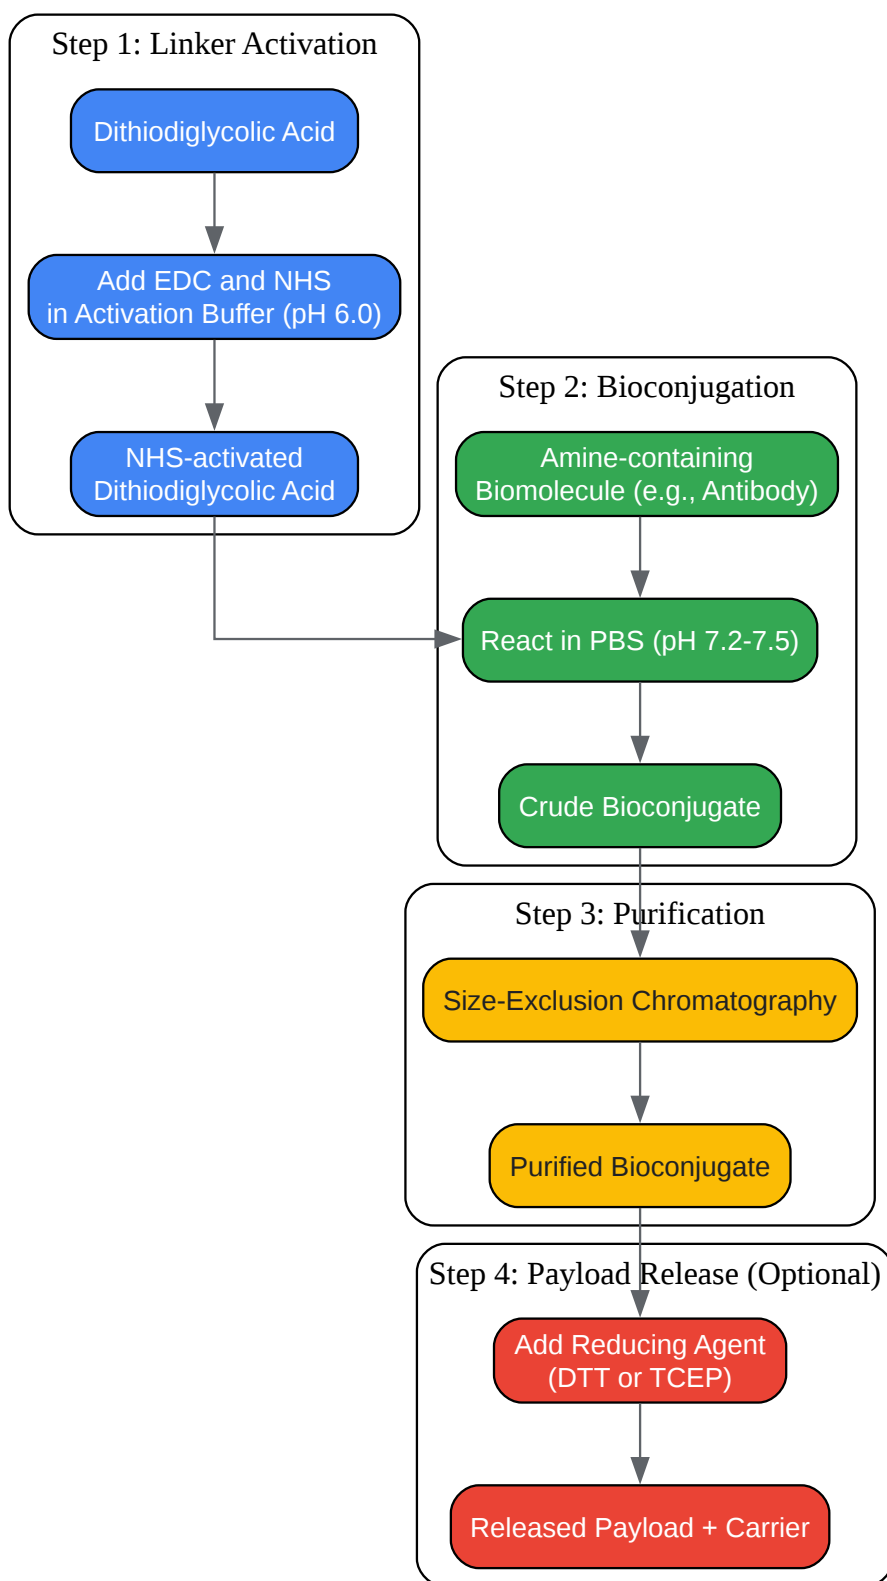 Step 1: Linker Activation
Dithiodiglycolic Acid
Add EDC and NHS
in Activation Buffer (pH 6.0)
NHS-activated
Dithiodiglycolic Acid
Step 2: Bioconjugation
Amine-containing
Biomolecule (e.g., Antibody)
React in PBS (pH 7.2-7.5)
Crude Bioconjugate
Step 3: Purification
Size-Exclusion Chromatography
Purified Bioconjugate
Step 4: Payload Release (Optional)
Add Reducing Agent
(DTT or TCEP)
Released Payload + Carrier